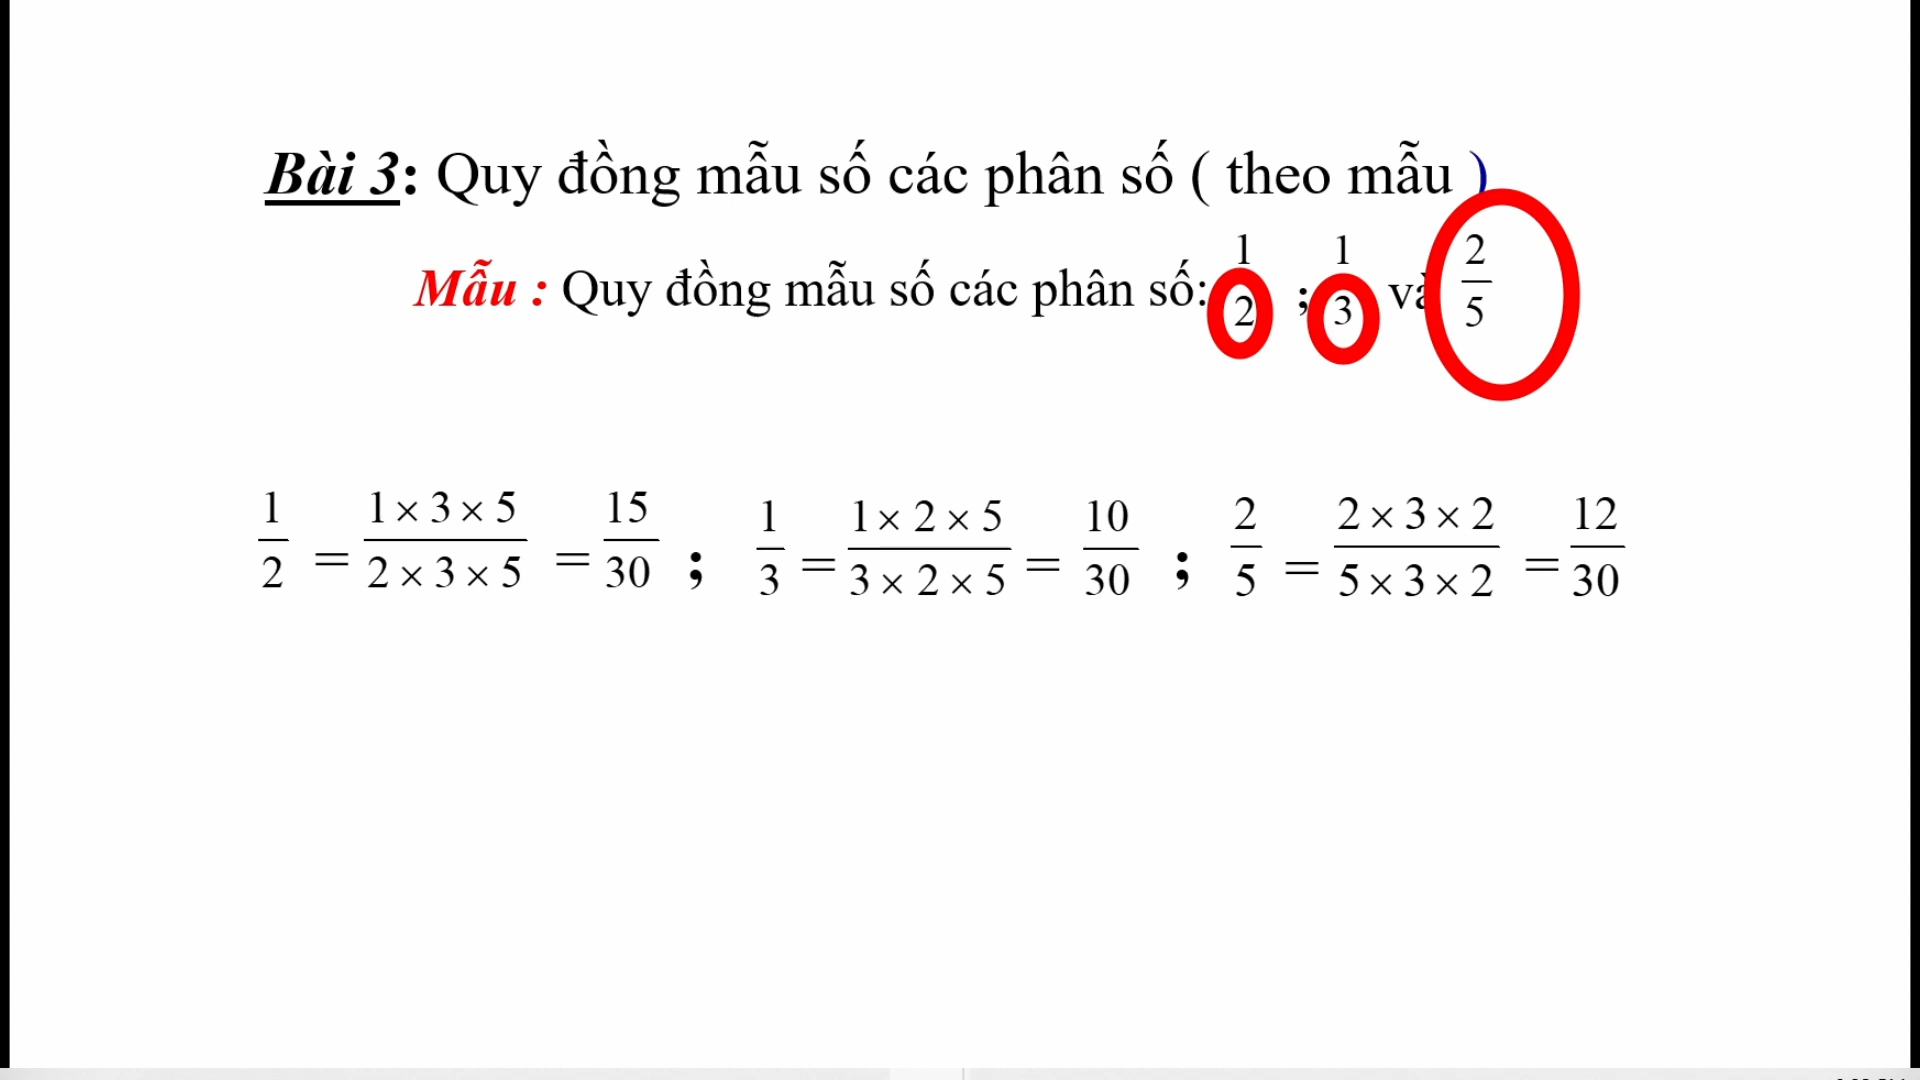 Bài 3: Quy đồng mẫu số các phân số ( theo mẫu )
Mẫu : Quy đồng mẫu số các phân số: 1/2 ; 1/3 và 2/5
1/2 = 1 × 3 × 5 / 2 × 3 × 5 = 15/30 ; 1/3 = 1 × 2 × 5 / 3 × 2 × 5 = 10/30 ; 2/5 = 2 × 3 × 2 / 5 × 3 × 2 = 12/30